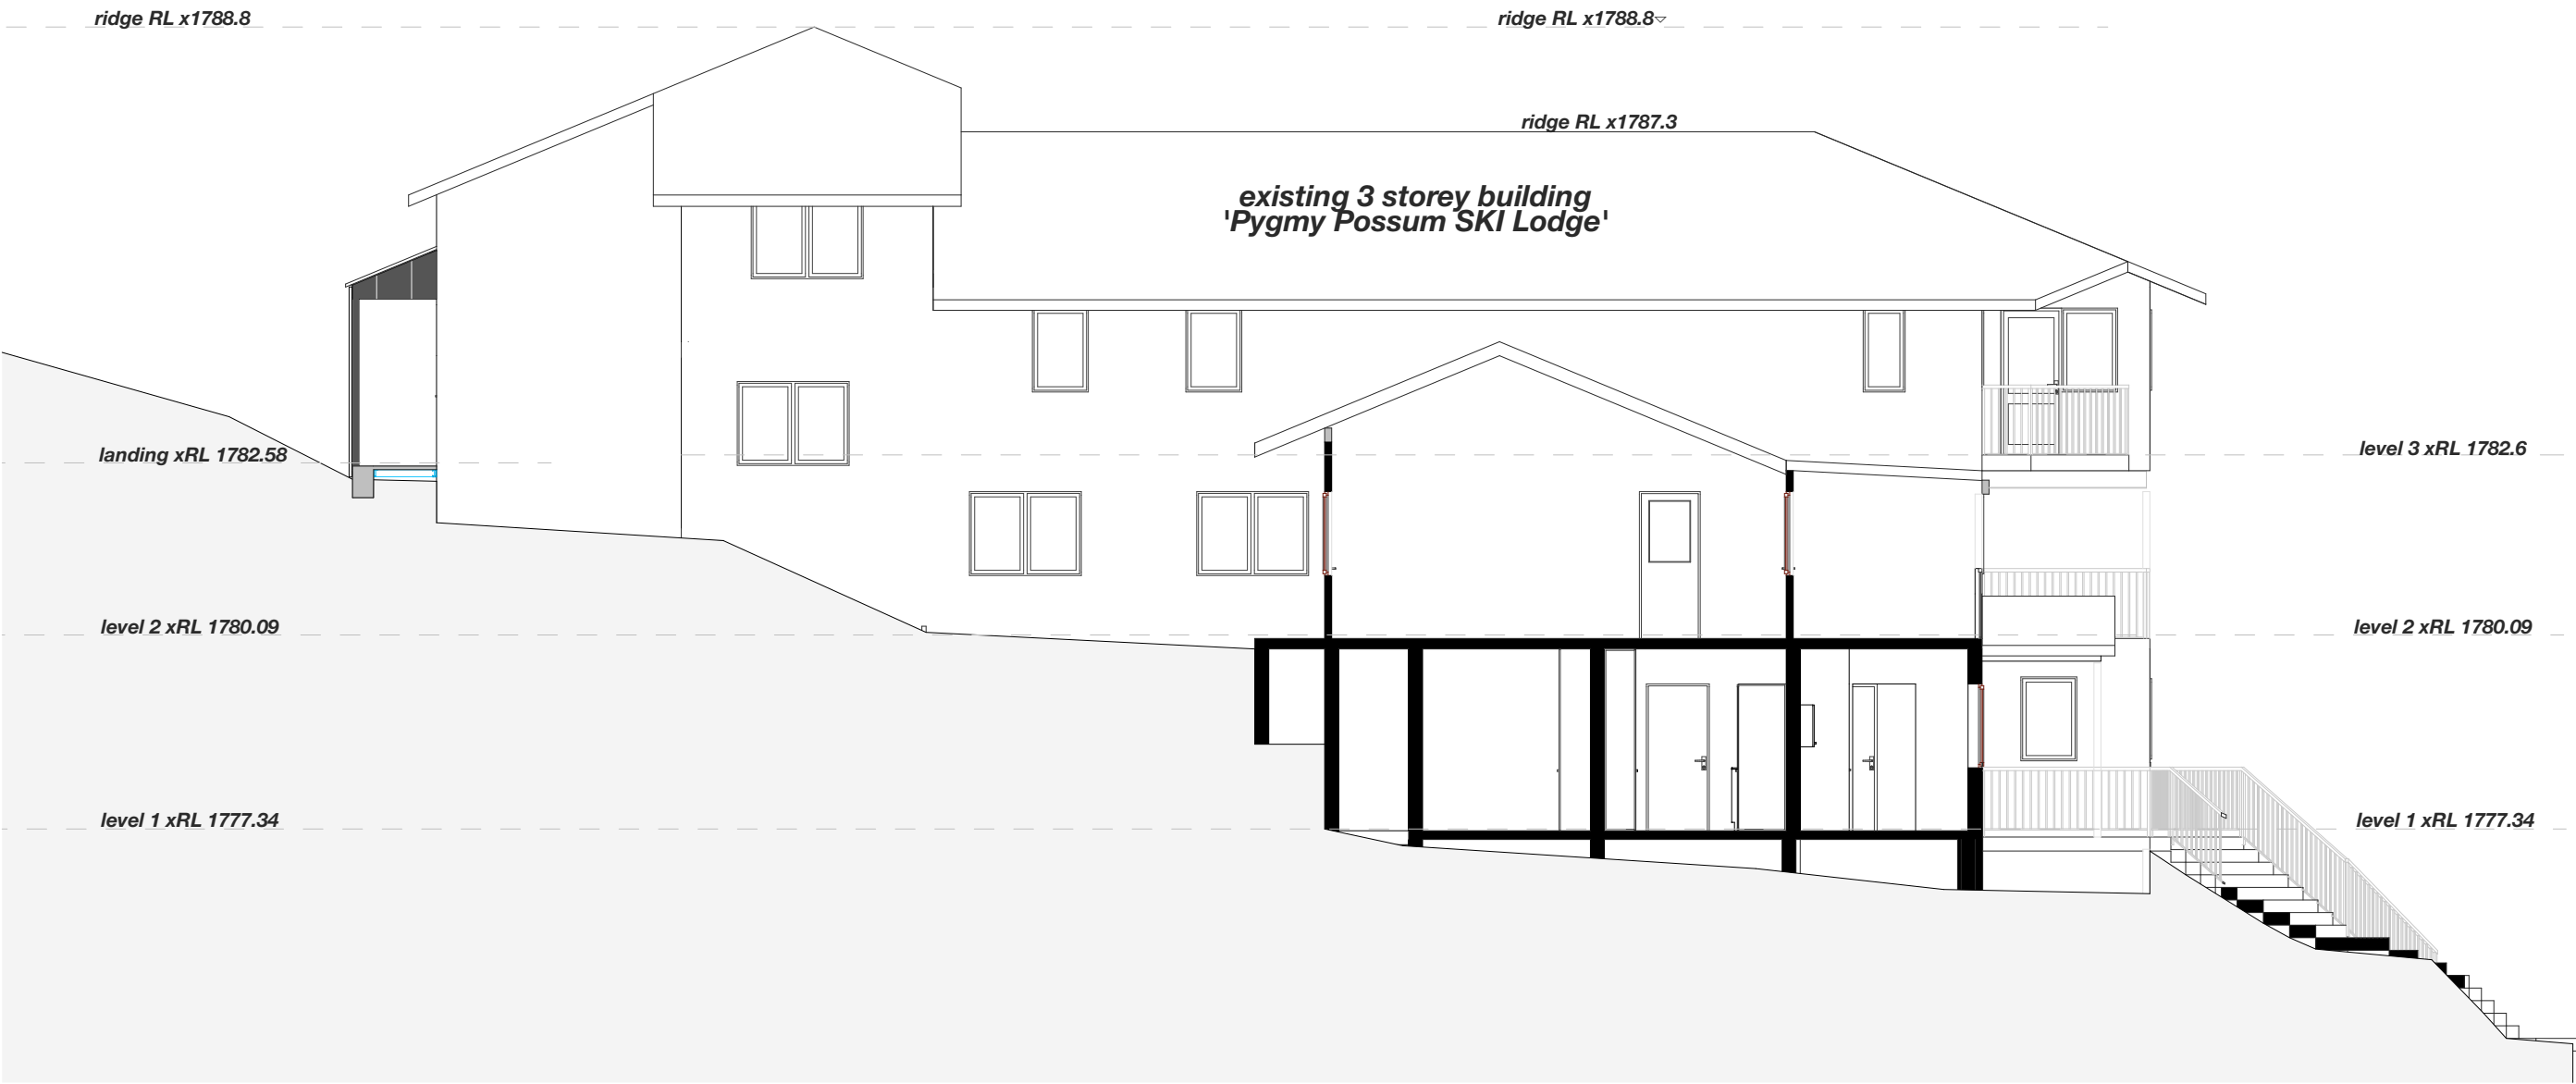 ridge RL x1788.8
ridge RL x1788.8
ridge RL x1787.3
existing 3 storey building
'Pygmy Possum SKI Lodge'
landing xRL 1782.58
level 3 xRL 1782.6
level 2 xRL 1780.09
level 2 xRL 1780.09
level 1 xRL 1777.34
level 1 xRL 1777.34